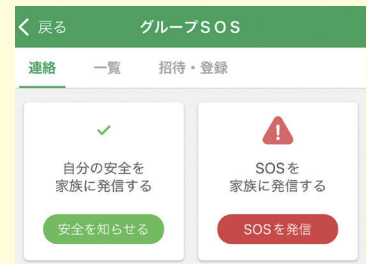 戻る
グループSOS
連絡 一覧 招待・登録
自分の安全を
家族に発信する
安全を知らせる
SOSを
家族に発信する
SOSを発信